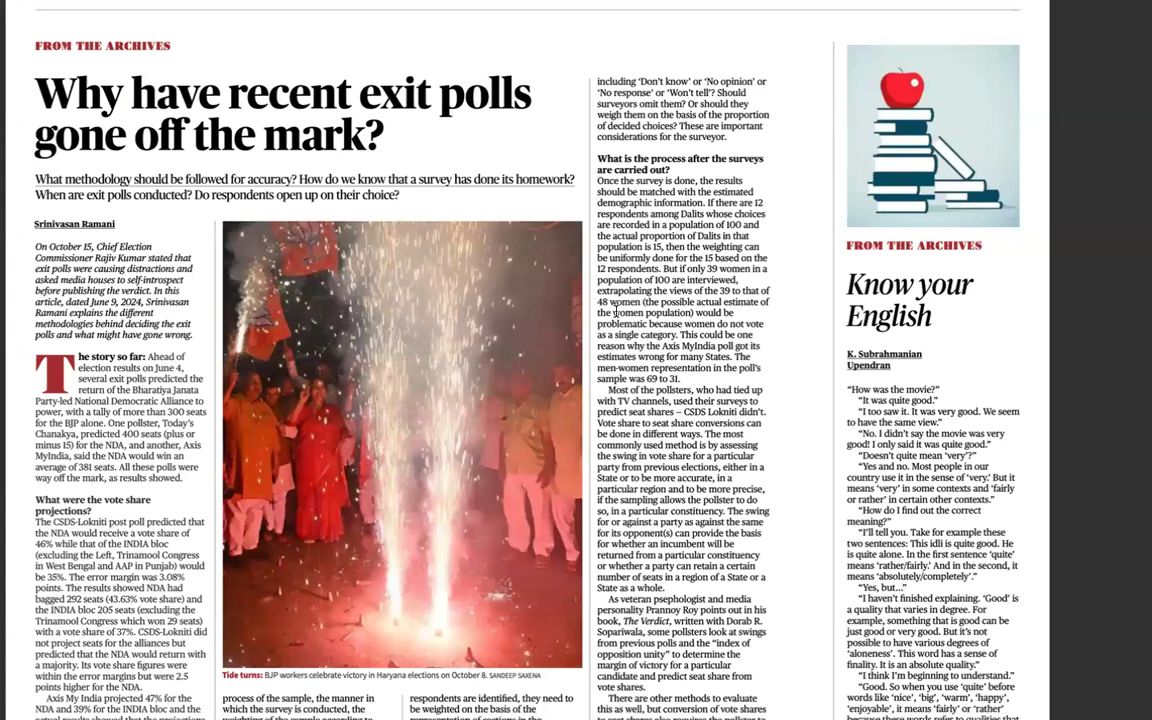 FROM THE ARCHIVES
Why have recent exit polls
gone off the mark?
What methodology should be followed for accuracy? How do we know that a survey has done its homework?
When are exit polls conducted? Do respondents open up on their choice?
Srinivasan Ramani
On October 15, Chief Election
Commissioner Rajiv Kumar stated that
exit polls were causing distractions and
asked media houses to self-introspect
before publishing the verdict. In this
article, dated June 9, 2024, Srinivasan
Ramani explains the different
methodologies behind deciding the exit
polls and what might have gone wrong.
The story so far: Ahead of
election results on June 4,
several exit polls predicted the
return of the Bharatiya Janata
Party-led National Democratic Alliance to
power, with a tally of more than 300 seats
for the BJP alone. One pollster, Today's
Chanakya, predicted 400 seats (plus or
minus 15) for the NDA, and another, Axis
MyIndia, said the NDA would win an
average of 381 seats. All these polls were
way off the mark, as results showed.
What were the vote share
projections?
The CSDS-Lokniti post poll predicted that
the NDA would receive a vote share of
46% while that of the INDIA bloc
(excluding the Left, Trinamool Congress
in West Bengal and AAP in Punjab) would
be 35%. The error margin was 3.08%
points. The results showed NDA had
bagged 292 seats (43.63% vote share) and
the INDIA bloc 205 seats (excluding the
Trinamool Congress which won 29 seats)
with a vote share of 37%. CSDS-Lokniti did
not project seats for the alliances but
predicted that the NDA would return with
a majority. Its vote share figures were
within the error margins but were 2.5
points higher for the NDA.
Axis My India projected 47% for the
NDA and 39% for the INDIA bloc and the
Tide turns: BJP workers celebrate victory in Haryana elections on October 8. SANDEEP SAXENA
process of the sample, the manner in
which the survey is conducted, the
respondents are identified, they need to
be weighted on the basis of the
including 'Don't know' or 'No opinion' or
'No response' or 'Won't tell'? Should
surveyors omit them? Or should they
weigh them on the basis of the proportion
of decided choices? These are important
considerations for the surveyor.
What is the process after the surveys
are carried out?
Once the survey is done, the results
should be matched with the estimated
demographic information. If there are 12
respondents among Dalits whose choices
are recorded in a population of 100 and
the actual proportion of Dalits in that
population is 15, then the weighting can
be uniformly done for the 15 based on the
12 respondents. But if only 39 women in a
population of 100 are interviewed,
extrapolating the views of the 39 to that of
48 women (the possible actual estimate of
the women population) would be
problematic because women do not vote
as a single category. This could be one
reason why the Axis MyIndia poll got its
estimates wrong for many States. The
men-women representation in the poll's
sample was 69 to 31.
Most of the pollsters, who had tied up
with TV channels, used their surveys to
predict seat shares – CSDS Lokniti didn't.
Vote share to seat share conversions can
be done in different ways. The most
commonly used method is by assessing
the swing in vote share for a particular
party from previous elections, either in a
State or to be more accurate, in a
particular region and to be more precise,
if the sampling allows the pollster to do
so, in a particular constituency. The swing
for or against a party as against the same
for its opponent(s) can provide the basis
for whether an incumbent will be
returned from a particular constituency
or whether a party can retain a certain
number of seats in a region of a State or a
State as a whole.
As veteran psephologist and media
personality Prannoy Roy points out in his
book, The Verdict, written with Dorab R.
Sopariwala, some pollsters look at swings
from previous polls and the "index of
opposition unity" to determine the
margin of victory for a particular
candidate and predict seat share from
vote shares.
There are other methods to evaluate
this as well, but conversion of vote shares
FROM THE ARCHIVES
Know your
English
K. Subrahmanian
Upendran
"How was the movie?"
"It was quite good."
"I too saw it. It was very good. We seem
to have the same view."
"No. I didn't say the movie was very
good! I only said it was quite good."
"Doesn't quite mean 'very'?"
"Yes and no. Most people in our
country use it in the sense of 'very.' But it
means 'very' in some contexts and 'fairly
or rather' in certain other contexts."
"How do I find out the correct
meaning?"
"I'll tell you. Take for example these
two sentences: This idli is quite good. He
is quite alone. In the first sentence 'quite'
means 'rather/fairly.' And in the second, it
means 'absolutely/completely'."
"Yes, but..."
"I haven't finished explaining. 'Good' is
a quality that varies in degree. For
example, something that is good can be
just good or very good. But it's not
possible to have various degrees of
'aloneness'. This word has a sense of
finality. It is an absolute quality."
"I think I'm beginning to understand."
"Good. So when you use 'quite' before
words like 'nice', 'big', 'warm', 'happy',
'enjoyable', it means 'fairly' or 'rather'